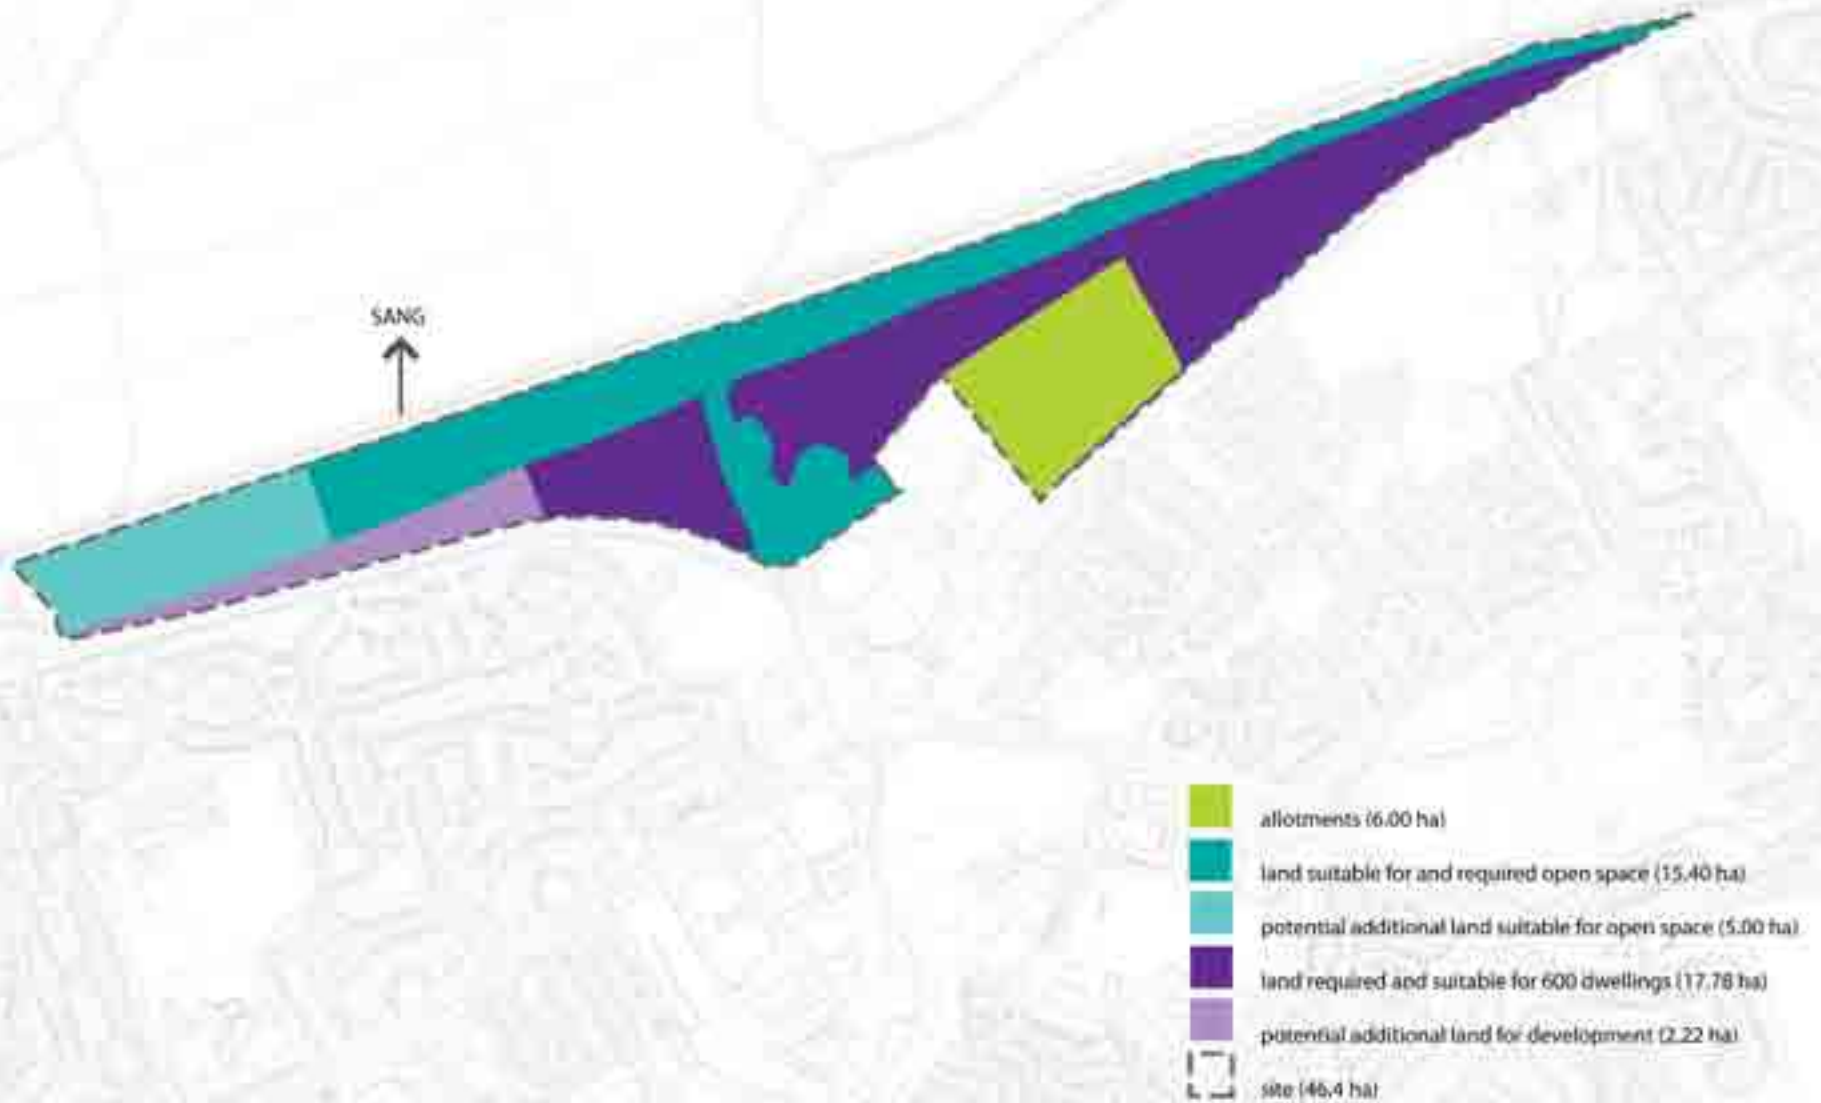 SANG
allotments (6.00 ha)
land suitable for and required open space (15.40 ha)
potential additional land suitable for open space (5.00 ha)
land required and suitable for 600 dwellings (17.78 ha)
potential additional land for development (2.22 ha)
site (46.4 ha)